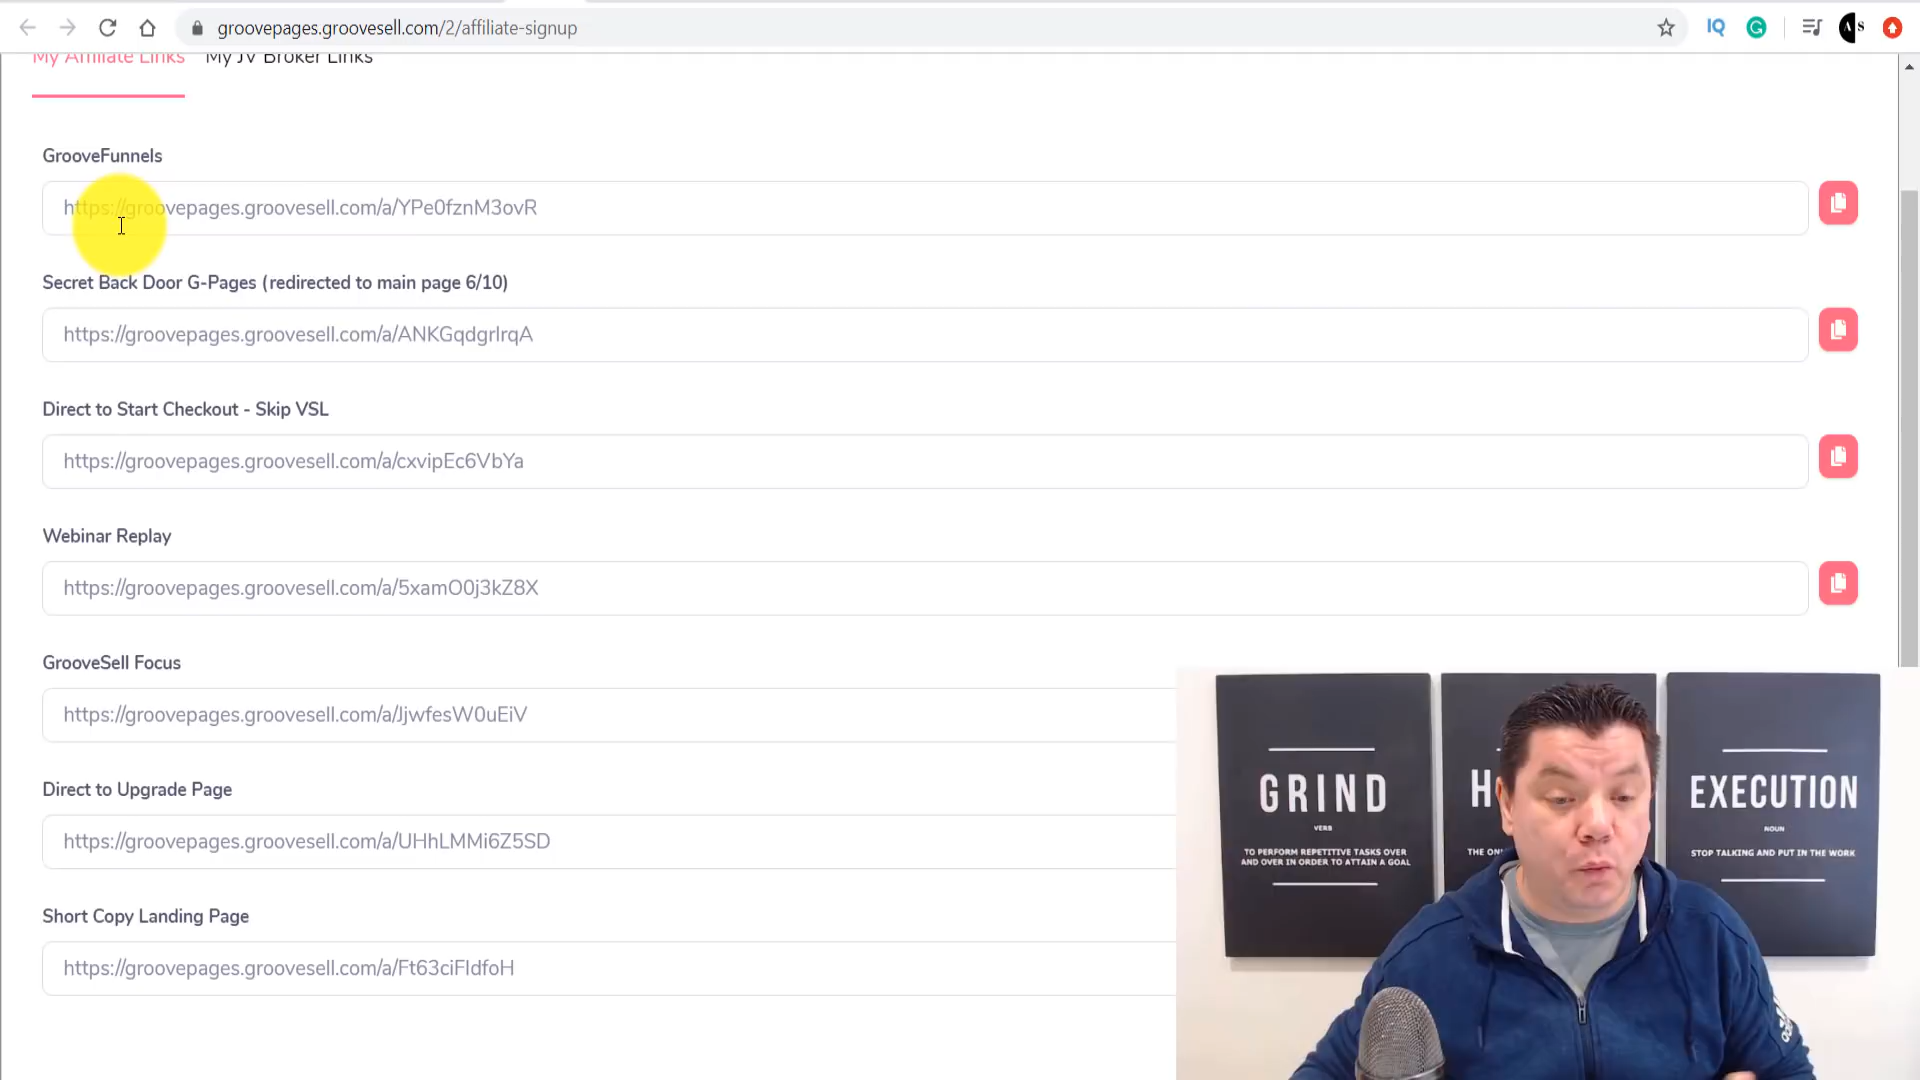 groovepages.groovesell.com/2/affiliate-signup
My Affiliate Links My JV Broker Links
GrooveFunnels
https://groovepages.groovesell.com/a/YPe0fznM3ovR
Secret Back Door G-Pages (redirected to main page 6/10)
https://groovepages.groovesell.com/a/ANKGqdgrIrqA
Direct to Start Checkout - Skip VSL
https://groovepages.groovesell.com/a/cxvipEc6VbYa
Webinar Replay
https://groovepages.groovesell.com/a/5xamO0j3kZ8X
GrooveSell Focus
https://groovepages.groovesell.com/a/JjwfesW0uEiV
Direct to Upgrade Page
https://groovepages.groovesell.com/a/UHhLMMi6Z5SD
Short Copy Landing Page
https://groovepages.groovesell.com/a/Ft63ciFIdfoH
GRIND
VERB
TO PERFORM REPETITIVE TASKS OVER
AND OVER IN ORDER TO ATTAIN A GOAL
H
THE ON
EXECUTION
NOUN
STOP TALKING AND PUT IN THE WORK